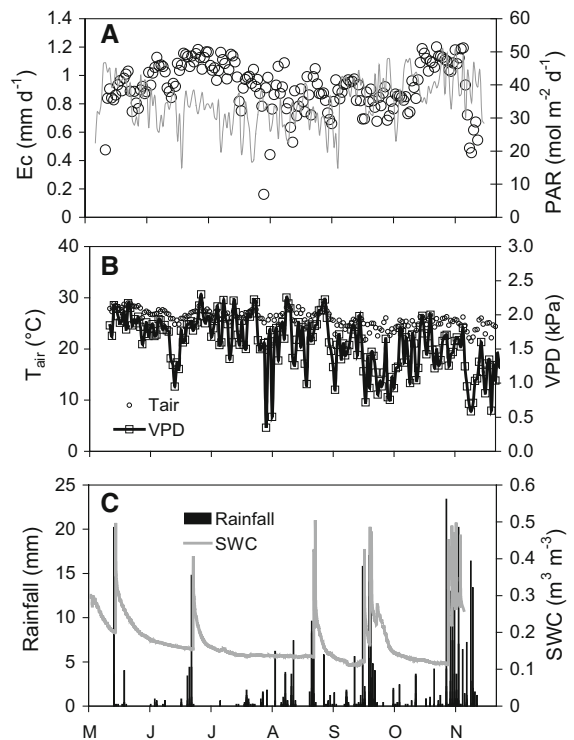 A
1.4
1.2
1
0.8
0.6
0.4
0.2
0
Ec (mm d-1)
60
50
40
30
20
10
0
PAR (mol m-2 d-1)
B
40
30
20
10
0
Tair (°C)
3.0
2.5
2.0
1.5
1.0
0.5
0.0
VPD (kPa)
Tair
VPD
C
25
20
15
10
5
0
Rainfall (mm)
0.6
0.5
0.4
0.3
0.2
0.1
0
SWC (m3 m-3)
Rainfall
SWC
M J J A S O N